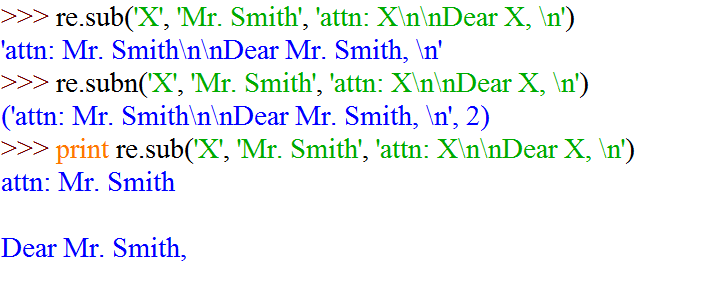 >>> re.sub('X', 'Mr. Smith', 'attn: X\n\nDear X, \n')
'attn: Mr. Smith\n\nDear Mr. Smith, \n'
>>> re.subn('X', 'Mr. Smith', 'attn: X\n\nDear X, \n')
('attn: Mr. Smith\n\nDear Mr. Smith, \n', 2)
>>> print re.sub('X', 'Mr. Smith', 'attn: X\n\nDear X, \n')
attn: Mr. Smith

Dear Mr. Smith,